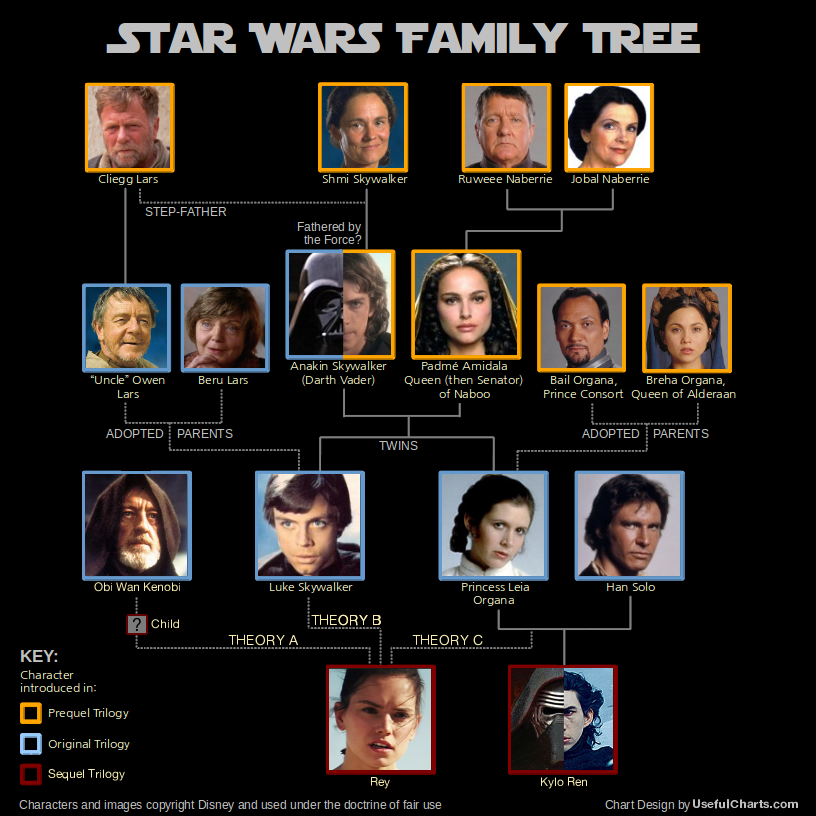 STAR WARS FAMILY TREE
Cliegg Lars
Shmi Skywalker
Ruweee Naberrie
Jobal Naberrie
STEP-FATHER
Fathered by
the Force?
"Uncle" Owen
Lars
Beru Lars
Anakin Skywalker
(Darth Vader)
Padmé Amidala
Queen (then Senator)
of Naboo
Bail Organa,
Prince Consort
Breha Organa,
Queen of Alderaan
ADOPTED PARENTS
TWINS
ADOPTED PARENTS
Obi Wan Kenobi
Luke Skywalker
Princess Leia
Organa
Han Solo
? Child
THEORY A
THEORY B
THEORY C
KEY:
Character
introduced in:
Prequel Trilogy
Original Trilogy
Sequel Trilogy
Rey
Kylo Ren
Characters and images copyright Disney and used under the doctrine of fair use
Chart Design by UsefulCharts.com